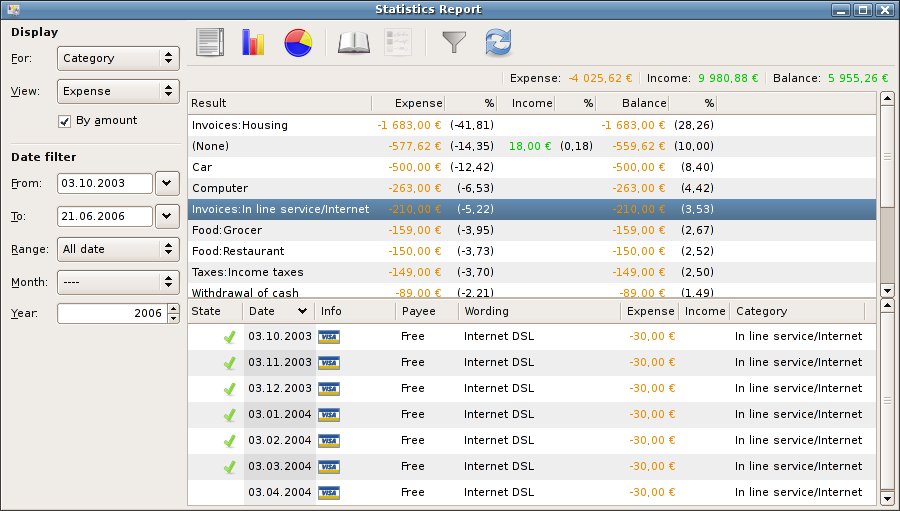 Statistics Report
Display
For: Category
View: Expense
By amount
Date filter
From: 03.10.2003
To: 21.06.2006
Range: All date
Month: ----
Year: 2006
Expense: -4 025,62 € Income: 9 980,88 € Balance: 5 955,26 €
Result Expense % Income % Balance %
Invoices:Housing -1 683,00 € (-41,81) -1 683,00 € (28,26)
(None) -577,62 € (-14,35) 18,00 € (0,18) -559,62 € (10,00)
Car -500,00 € (-12,42) -500,00 € (8,40)
Computer -263,00 € (-6,53) -263,00 € (4,42)
Invoices:In line service/Internet -210,00 € (-5,22) -210,00 € (3,53)
Food:Grocer -159,00 € (-3,95) -159,00 € (2,67)
Food:Restaurant -150,00 € (-3,73) -150,00 € (2,52)
Taxes:Income taxes -149,00 € (-3,70) -149,00 € (2,50)
Withdrawal of cash -89,00 € (-2,21) -89,00 € (1,49)
State Date Info Payee Wording Expense Income Category
03.10.2003 VISA Free Internet DSL -30,00 € In line service/Internet
03.11.2003 VISA Free Internet DSL -30,00 € In line service/Internet
03.12.2003 VISA Free Internet DSL -30,00 € In line service/Internet
03.01.2004 VISA Free Internet DSL -30,00 € In line service/Internet
03.02.2004 VISA Free Internet DSL -30,00 € In line service/Internet
03.03.2004 VISA Free Internet DSL -30,00 € In line service/Internet
03.04.2004 VISA Free Internet DSL -30,00 € In line service/Internet